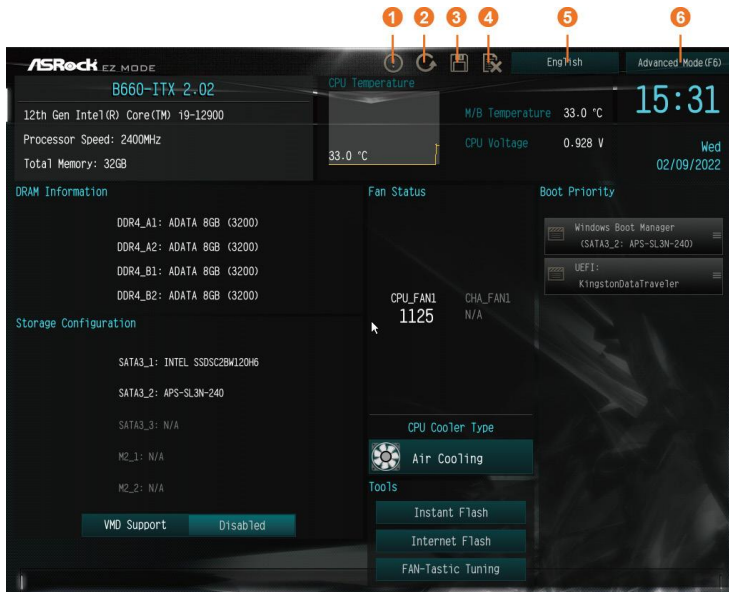 1 2 3 4 5 6
ASRock EZ MODE
English
Advanced Mode(F6)
B660-ITX 2.02
12th Gen Intel(R) Core(TM) i9-12900
Processor Speed: 2400MHz
Total Memory: 32GB
CPU Temperature
33.0 °C
M/B Temperature 33.0 °C
CPU Voltage 0.928 V
15:31
Wed
02/09/2022
DRAM Information
DDR4_A1: ADATA 8GB (3200)
DDR4_A2: ADATA 8GB (3200)
DDR4_B1: ADATA 8GB (3200)
DDR4_B2: ADATA 8GB (3200)
Storage Configuration
SATA3_1: INTEL SSDSC2BW120H6
SATA3_2: APS-SL3N-240
SATA3_3: N/A
M2_1: N/A
M2_2: N/A
VMD Support Disabled
Fan Status
CPU_FAN1 CHA_FAN1
1125 N/A
CPU Cooler Type
Air Cooling
Tools
Instant Flash
Internet Flash
FAN-Tastic Tuning
Boot Priority
Windows Boot Manager
(SATA3_2: APS-SL3N-240)
UEFI:
KingstonDataTraveler